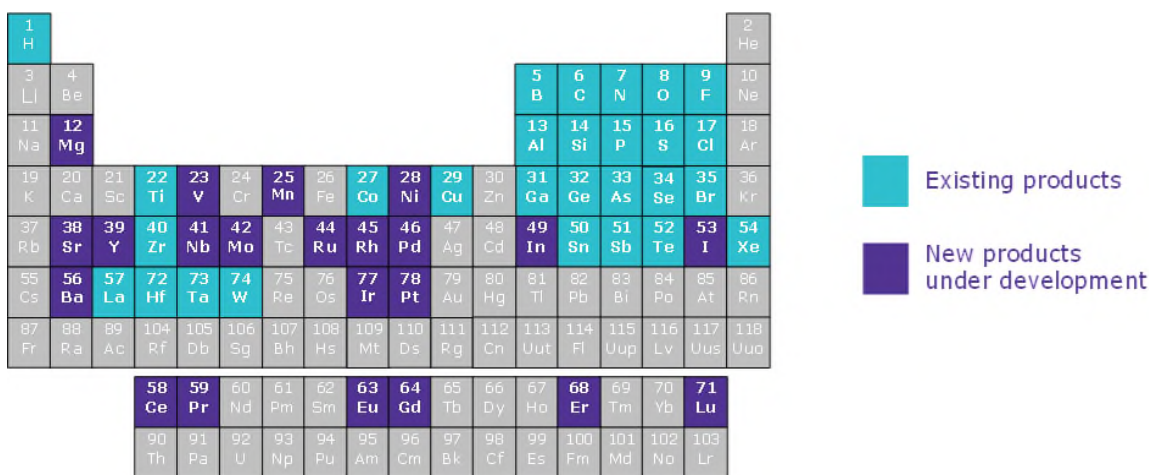 1 2
H He
3 4 5 6 7 8 9 10
Li Be B C N O F Ne
11 12 13 14 15 16 17 18
Na Mg Al Si P S Cl Ar
19 20 21 22 23 24 25 26 27 28 29 30 31 32 33 34 35 36
K Ca Sc Ti V Cr Mn Fe Co Ni Cu Zn Ga Ge As Se Br Kr
37 38 39 40 41 42 43 44 45 46 47 48 49 50 51 52 53 54
Rb Sr Y Zr Nb Mo Tc Ru Rh Pd Ag Cd In Sn Sb Te I Xe
55 56 57 72 73 74 75 76 77 78 79 80 81 82 83 84 85 86
Cs Ba La Hf Ta W Re Os Ir Pt Au Hg Tl Pb Bi Po At Rn
87 88 89 104 105 106 107 108 109 110 111 112 113 114 115 116 117 118
Fr Ra Ac Rf Db Sg Bh Hs Mt Ds Rg Cn Uut Fl Uup Lv Uus Uuo
58 59 60 61 62 63 64 65 66 67 68 69 70 71
Ce Pr Nd Pm Sm Eu Gd Tb Dy Ho Er Tm Yb Lu
90 91 92 93 94 95 96 97 98 99 100 101 102 103
Th Pa U Np Pu Am Cm Bk Cf Es Fm Md No Lr
Existing products
New products
under development